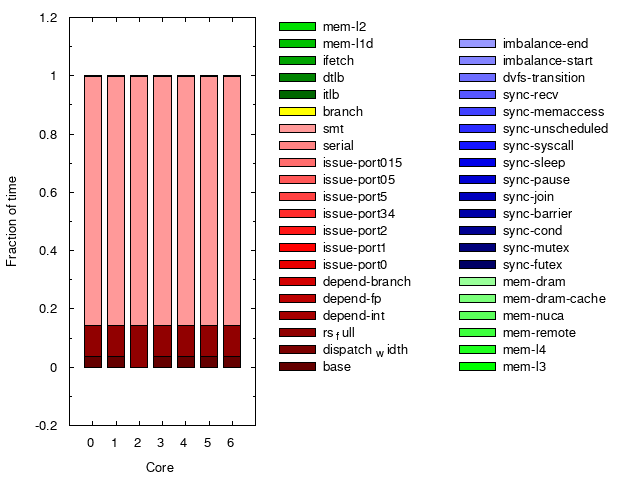 1.2
1
0.8
0.6
0.4
0.2
0
-0.2
Fraction of time
0 1 2 3 4 5 6
Core
mem-l2
mem-l1d
ifetch
dtlb
itlb
branch
smt
serial
issue-port015
issue-port05
issue-port5
issue-port34
issue-port2
issue-port1
issue-port0
depend-branch
depend-fp
depend-int
rs_full
dispatch_width
base
imbalance-end
imbalance-start
dvfs-transition
sync-recv
sync-memaccess
sync-unscheduled
sync-syscall
sync-sleep
sync-pause
sync-join
sync-barrier
sync-cond
sync-mutex
sync-futex
mem-dram
mem-dram-cache
mem-nuca
mem-remote
mem-l4
mem-l3